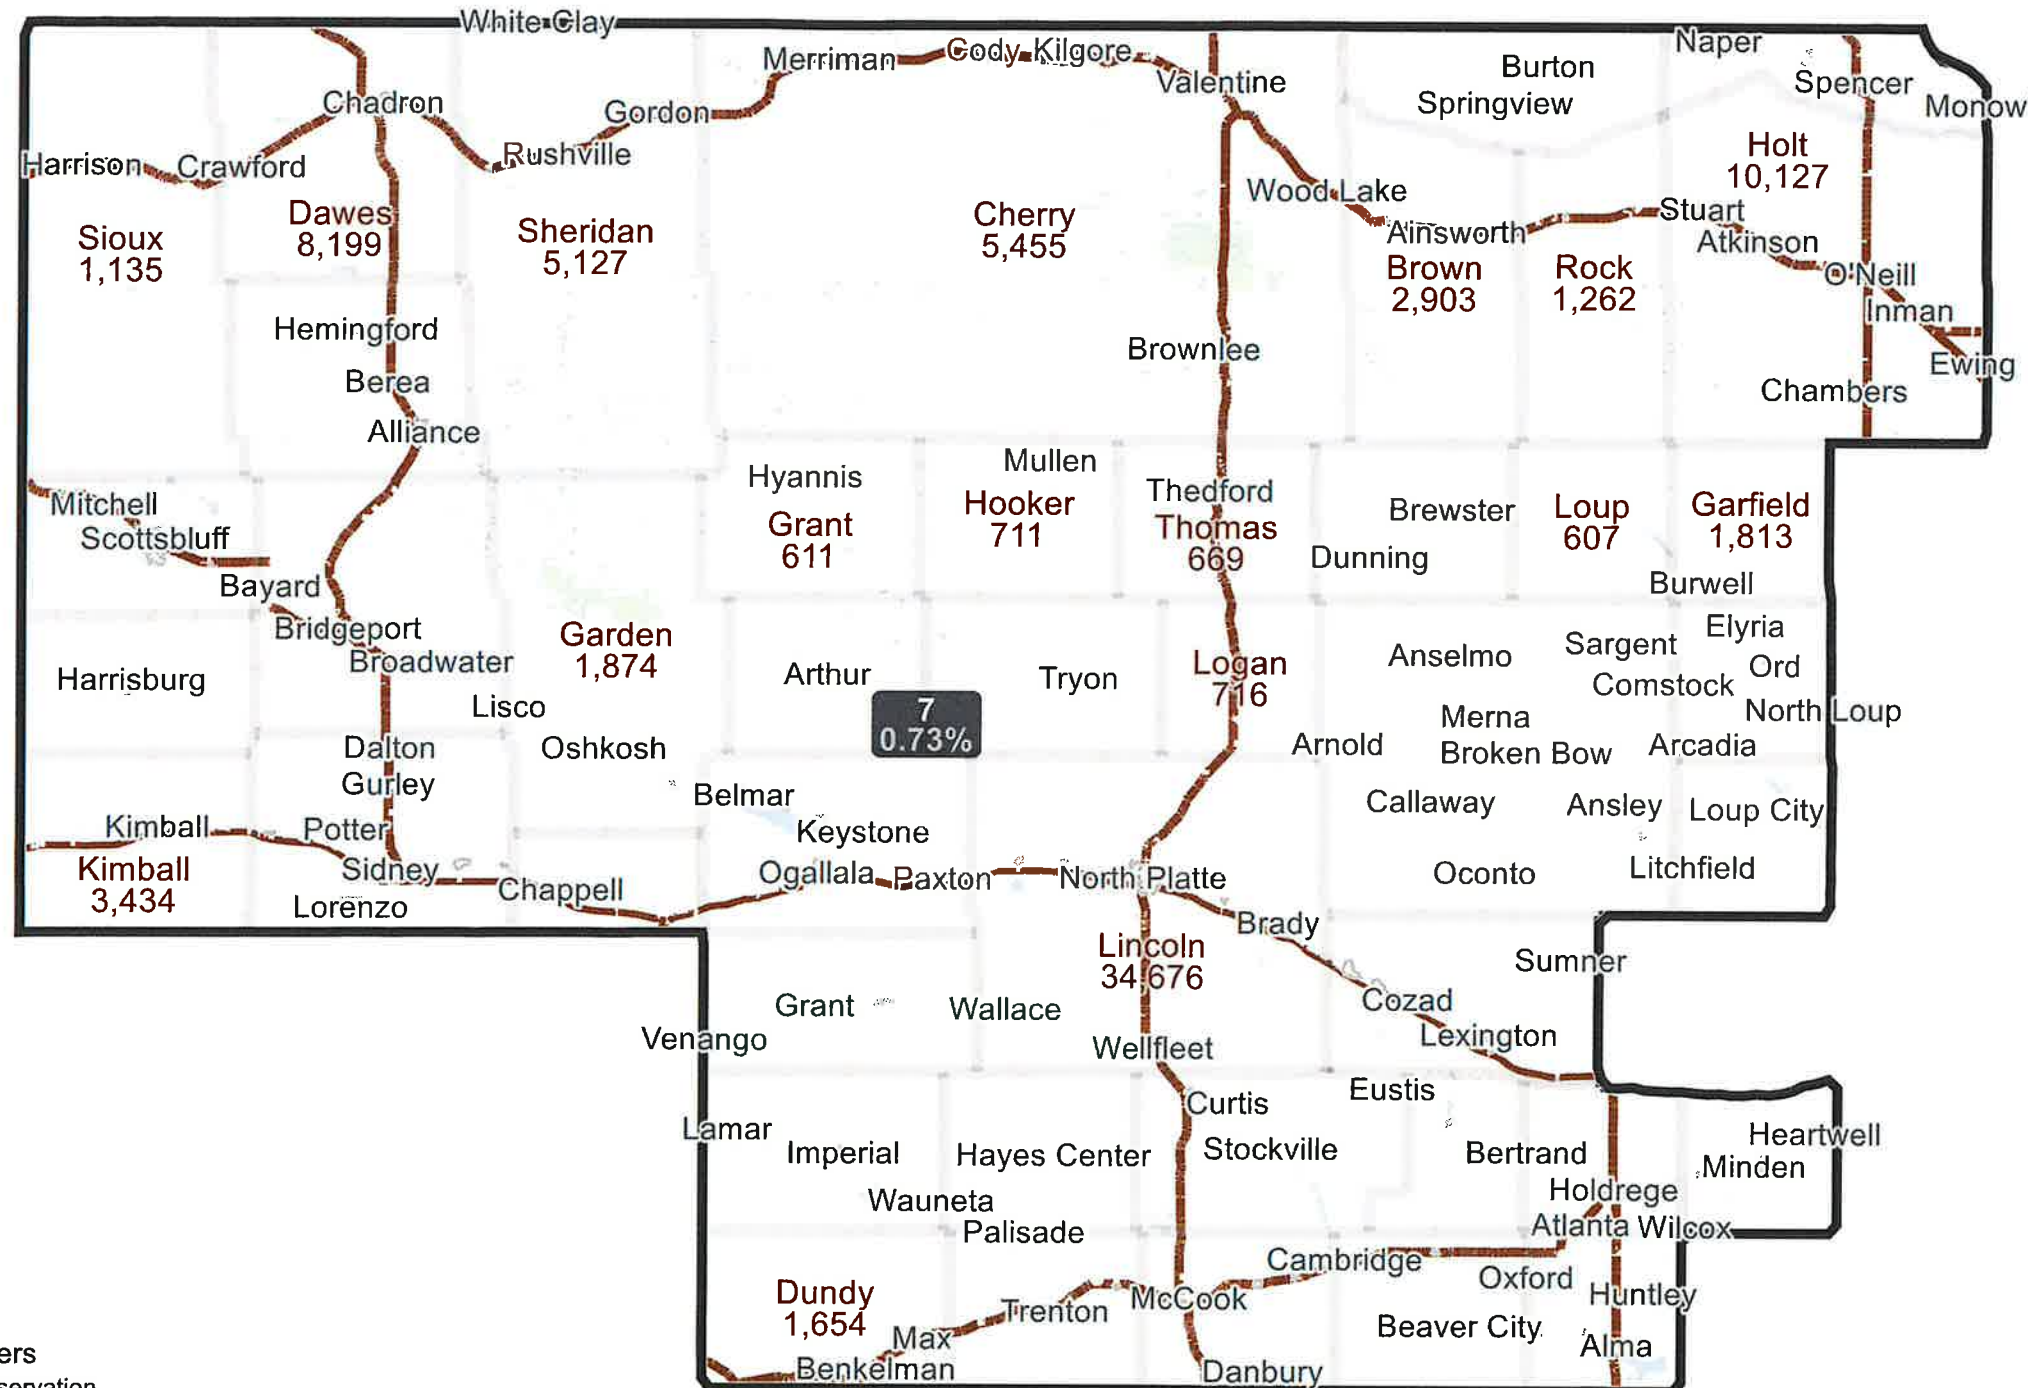 White Clay
Naper
Merriman
Cody
Kilgore
Burton
Valentine
Spencer
Chadron
Gordon
Springview
Monow
Rushville
Harrison
Crawford
Holt
10,127
Wood Lake
Dawes
8,199
Sheridan
5,127
Cherry
5,455
Sioux
1,135
Ainsworth
Stuart
Atkinson
Brown
2,903
Rock
1,262
O'Neill
Inman
Hemingford
Brownlee
Ewing
Berea
Chambers
Alliance
Hyannis
Mullen
Mitchell
Grant
611
Hooker
711
Thedford
Thomas
669
Brewster
Loup
607
Garfield
1,813
Scottsbluff
Dunning
Bayard
Burwell
Bridgeport
Garden
1,874
Elyria
Sargent
Broadwater
Anselmo
Ord
Harrisburg
Arthur
Tryon
Logan
716
Comstock
Lisco
7
0.73%
Merna
North Loup
Dalton
Oshkosh
Arnold
Broken Bow
Arcadia
Gurley
Belmar
Callaway
Ansley
Loup City
Kimball
Potter
Keystone
Kimball
3,434
Sidney
Chappell
Ogallala
Paxton
North Platte
Oconto
Litchfield
Lorenzo
Brady
Lincoln
34,676
Sumner
Grant
Wallace
Cozad
Venango
Wellfleet
Lexington
Eustis
Curtis
Lamar
Imperial
Hayes Center
Stockville
Bertrand
Heartwell
Minden
Wauneta
Holdrege
Palisade
Atlanta
Wilcox
Cambridge
Oxford
Dundy
1,654
Trenton
McCook
Huntley
Max
Beaver City
Alma
Benkelman
Danbury
ers
servation